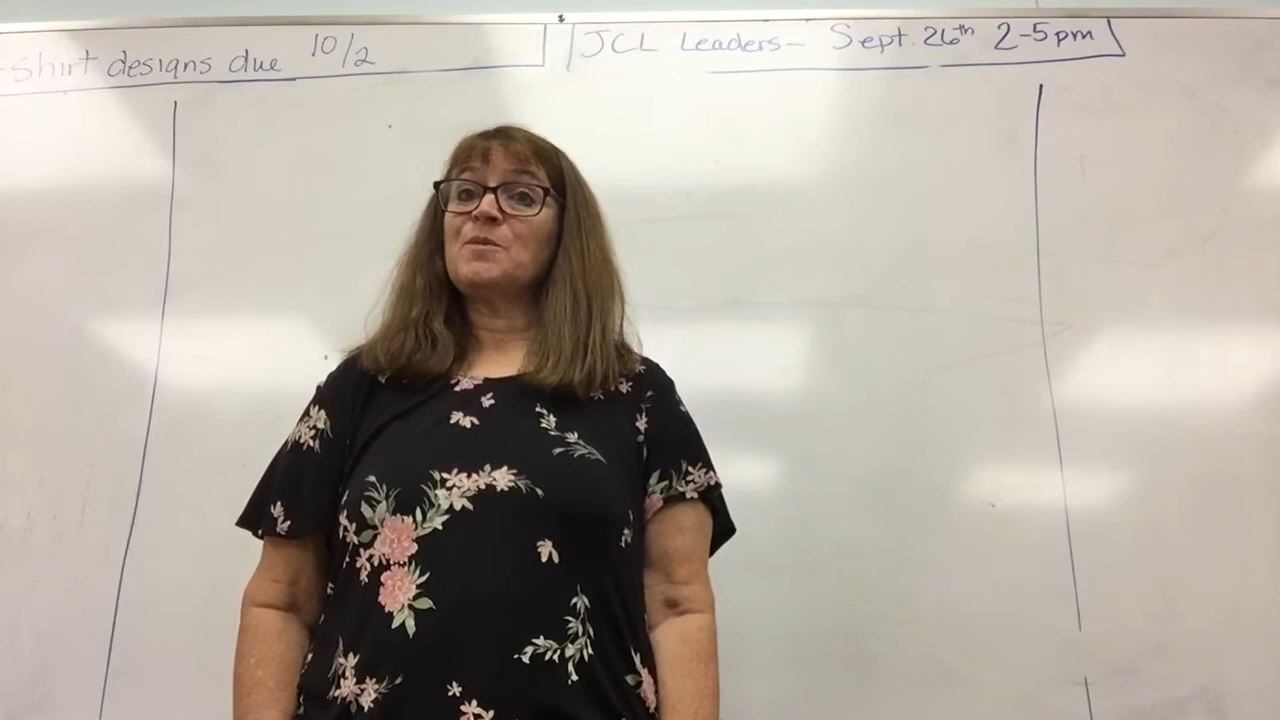 -Shirt designs due 10/2
JCL Leaders- Sept. 26th 2-5pm